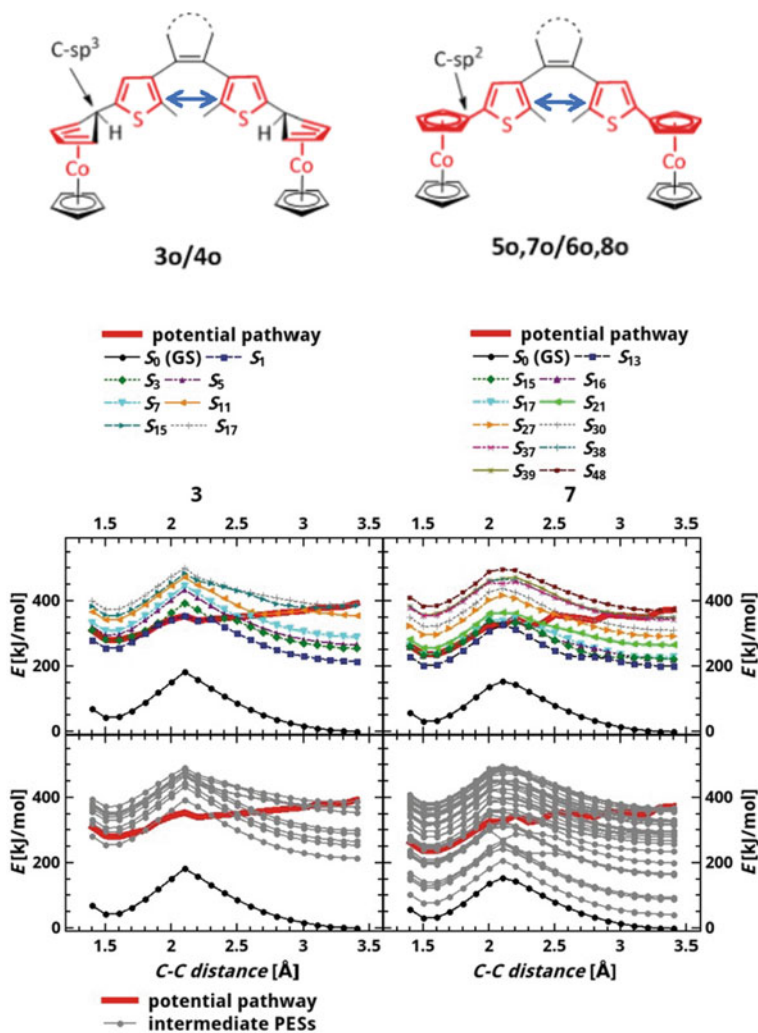 C-sp³
C-sp²
H
S
S
H
S
S
Co
Co
Co
Co
3o/4o
5o,7o/6o,8o
potential pathway
S₀ (GS) S₁
S₃ S₅
S₇ S₁₁
S₁₅ S₁₇
potential pathway
S₀ (GS) S₁₃
S₁₅ S₁₆
S₁₇ S₂₁
S₂₇ S₃₀
S₃₇ S₃₈
S₃₉ S₄₈
3
7
1.5 2 2.5 3 3.5
1.5 2 2.5 3 3.5
E [kJ/mol]
400
200
0
400
200
0
E [kJ/mol]
E [kJ/mol]
400
200
0
400
200
0
E [kJ/mol]
1.5 2 2.5 3 3.5
1.5 2 2.5 3 3.5
C-C distance [Å]
C-C distance [Å]
potential pathway
intermediate PESs